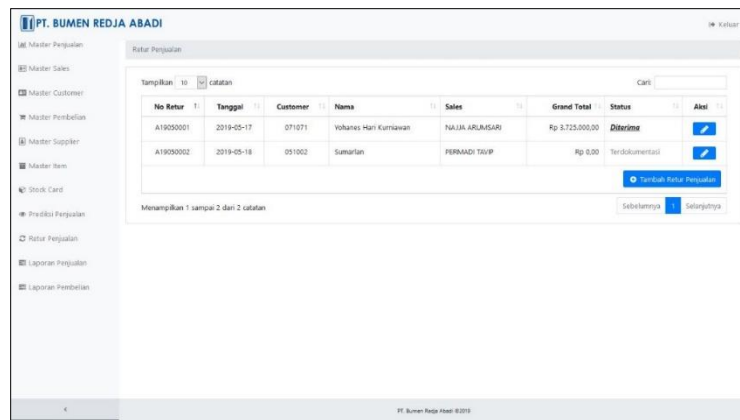 PT. BUMEN REDJA ABADI
Keluar
Master Penjualan
Master Sales
Master Customer
Master Pembelian
Master Supplier
Master Item
Stock Card
Prediksi Penjualan
Retur Penjualan
Laporan Penjualan
Laporan Pembelian
Retur Penjualan
Tampilkan 10 catatan
Cari:
No Retur Tanggal Customer Nama Sales Grand Total Status Aksi
A19050001 2019-05-17 071071 Yohanes Hari Kurniawan NAJJA ARUMSARI Rp 3.725.000,00 Diterima
A19050002 2019-05-18 051002 Sumarlan PERMADI TAVIP Rp 0,00 Terdokumentasi
Tambah Retur Penjualan
Menampilkan 1 sampai 2 dari 2 catatan
Sebelumnya 1 Selanjutnya
PT. Bumen Redja Abadi ©2019